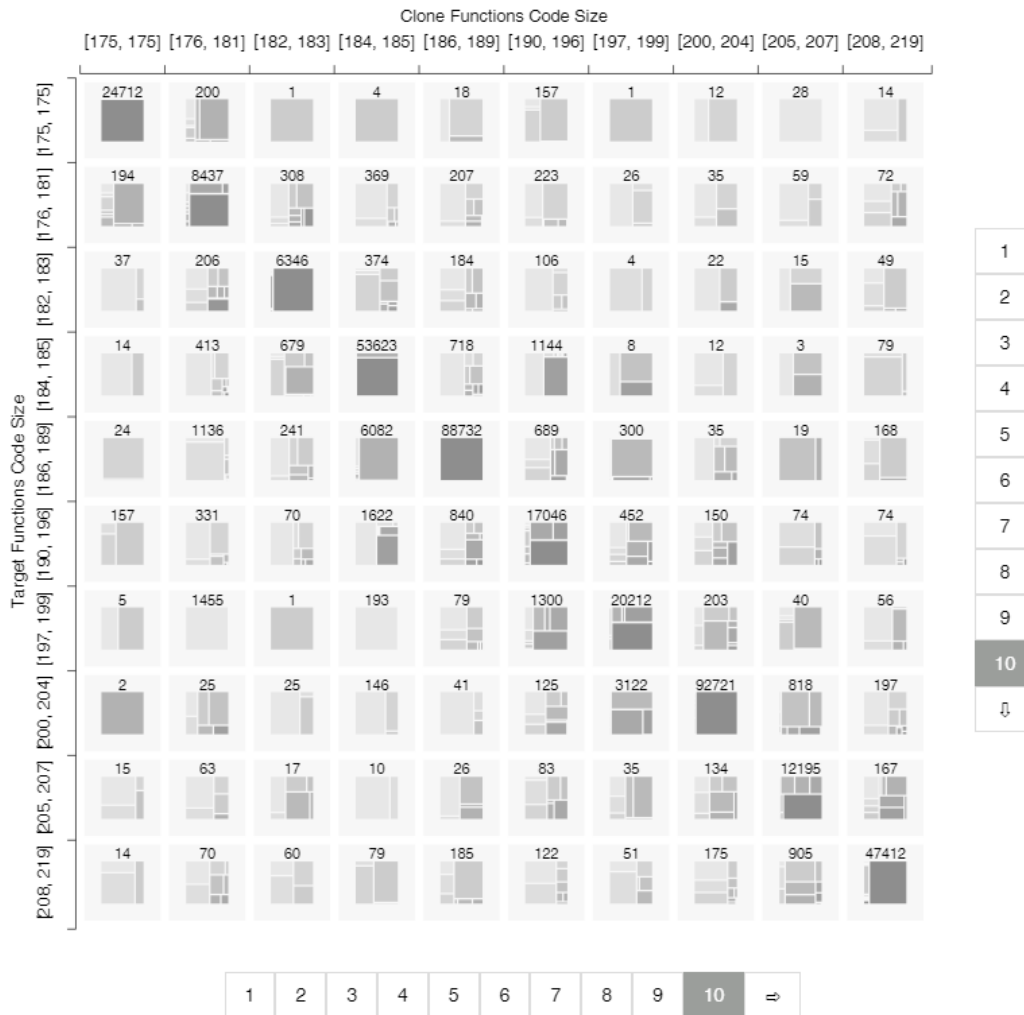 Clone Functions Code Size
[175, 175] [176, 181] [182, 183] [184, 185] [186, 189] [190, 196] [197, 199] [200, 204] [205, 207] [208, 219]
Target Functions Code Size
[175, 175] 24712 200 1 4 18 157 1 12 28 14
[176, 181] 194 8437 308 369 207 223 26 35 59 72
[182, 183] 37 206 6346 374 184 106 4 22 15 49
[184, 185] 14 413 679 53623 718 1144 8 12 3 79
[186, 189] 24 1136 241 6082 88732 689 300 35 19 168
[190, 196] 157 331 70 1622 840 17046 452 150 74 74
[197, 199] 5 1455 1 193 79 1300 20212 203 40 56
[200, 204] 2 25 25 146 41 125 3122 92721 818 197
[205, 207] 15 63 17 10 26 83 35 134 12195 167
[208, 219] 14 70 60 79 185 122 51 175 905 47412
1
2
3
4
5
6
7
8
9
10
⇩
1 2 3 4 5 6 7 8 9 10 ⇨